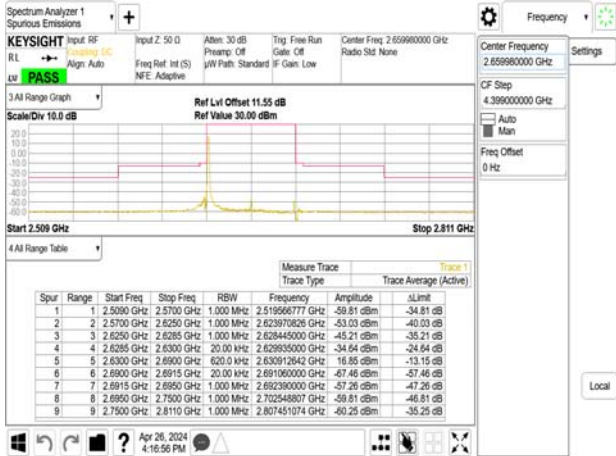 Spectrum Analyzer 1
Spurious Emissions
Frequency
KEYSIGHT Input: RF Input Z: 50 Ω Atten: 30 dB Trig: Free Run Center Freq: 2.659980000 GHz
RL Coupling: DC Preamp: Off Gate: Off Radio Std: None
Align: Auto Freq Ref: Int (S) µW Path: Standard IF Gain: Low
LV PASS NFE: Adaptive
Center Frequency
2.659980000 GHz
Settings
CF Step
4.399000000 GHz
Auto
Man
Freq Offset
0 Hz
3 All Range Graph
Ref Lvl Offset 11.55 dB
Scale/Div 10.0 dB Ref Value 30.00 dBm
20.0
10.0
0.00
-10.0
-20.0
-30.0
-40.0
-50.0
-60.0
Start 2.509 GHz Stop 2.811 GHz
4 All Range Table
Measure Trace Trace 1
Trace Type Trace Average (Active)
Spur Range Start Freq Stop Freq RBW Frequency Amplitude ΔLimit
1 1 2.5090 GHz 2.5700 GHz 1.000 MHz 2.519566777 GHz -59.81 dBm -34.81 dB
2 2 2.5700 GHz 2.6250 GHz 1.000 MHz 2.623970826 GHz -53.03 dBm -40.03 dB
3 3 2.6250 GHz 2.6285 GHz 1.000 MHz 2.628445000 GHz -45.21 dBm -35.21 dB
4 4 2.6285 GHz 2.6300 GHz 20.00 kHz 2.629935000 GHz -34.64 dBm -24.64 dB
5 5 2.6300 GHz 2.6900 GHz 620.0 kHz 2.630912642 GHz 16.85 dBm -13.15 dB
6 6 2.6900 GHz 2.6915 GHz 20.00 kHz 2.691060000 GHz -67.46 dBm -57.46 dB
7 7 2.6915 GHz 2.6950 GHz 1.000 MHz 2.692390000 GHz -57.26 dBm -47.26 dB
8 8 2.6950 GHz 2.7500 GHz 1.000 MHz 2.702548807 GHz -59.81 dBm -46.81 dB
9 9 2.7500 GHz 2.8110 GHz 1.000 MHz 2.807451074 GHz -60.25 dBm -35.25 dB
Local
Apr 26, 2024
4:16:56 PM